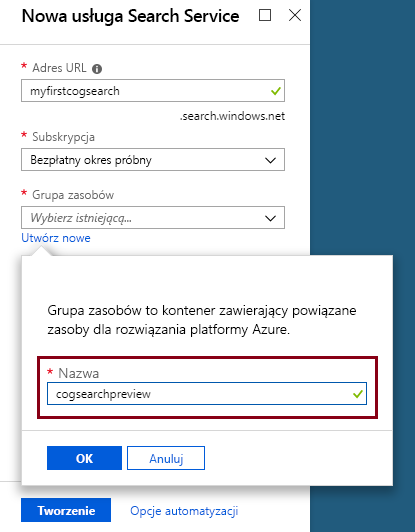 Nowa usługa Search Service
* Adres URL
myfirstcogsearch
.search.windows.net
* Subskrypcja
Bezpłatny okres próbny
* Grupa zasobów
Wybierz istniejącą...
Utwórz nowe
Grupa zasobów to kontener zawierający powiązane
zasoby dla rozwiązania platformy Azure.
* Nazwa
cogsearchpreview
OK Anuluj
Tworzenie Opcje automatyzacji